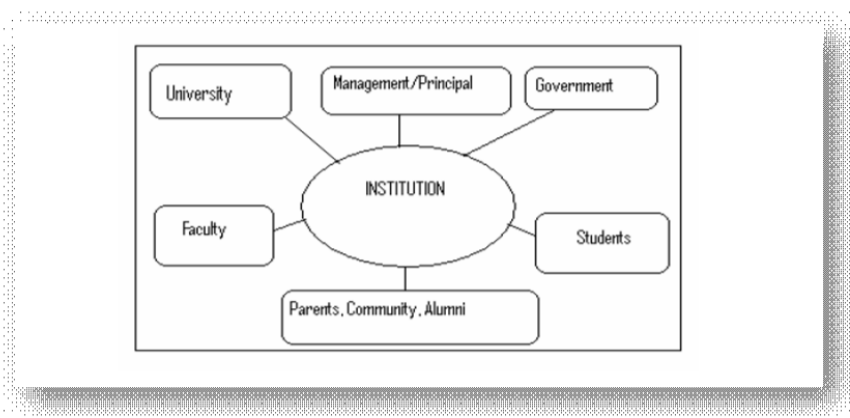 University
Management/Principal
Government
INSTITUTION
Faculty
Students
Parents, Community, Alumni